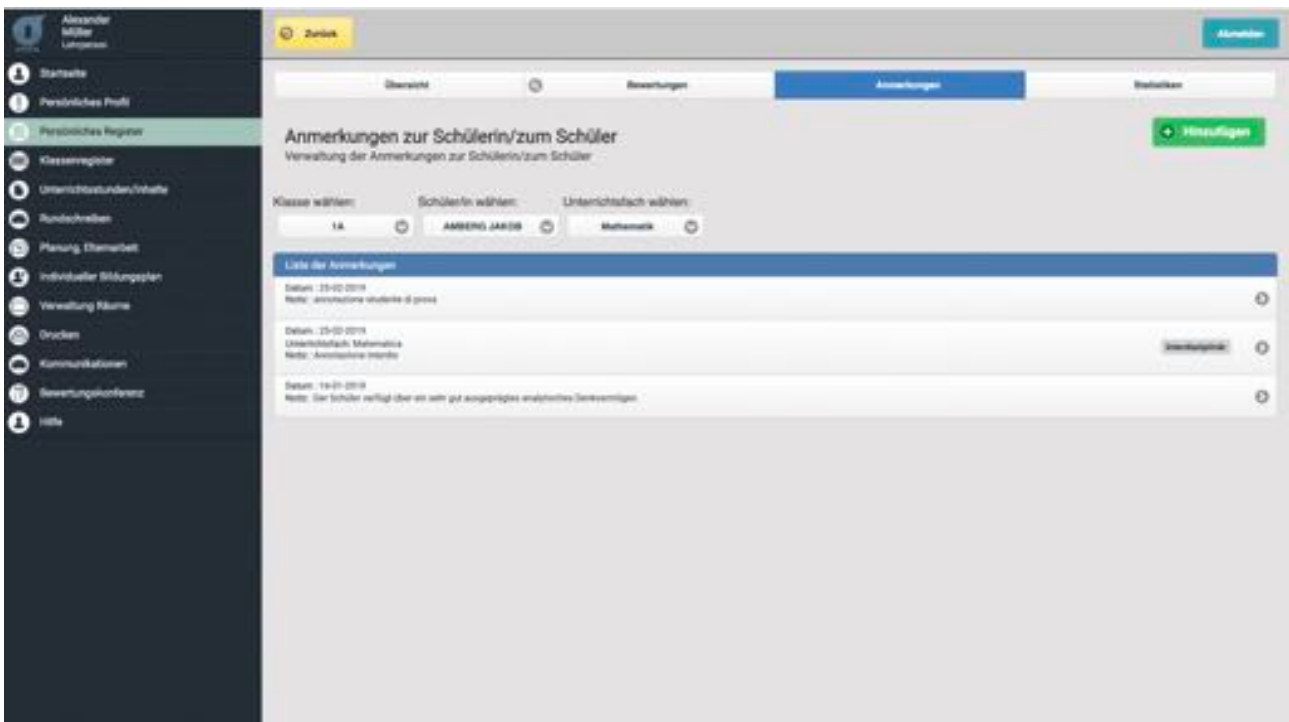 Alexander
Müller
Lehrperson
Zurück
Abmelden
Startseite
Persönliches Profil
Persönliches Register
Klassenregister
Unterrichtsstunden/Inhalte
Rundschreiben
Planung, Elternarbeit
Individueller Bildungsplan
Verwaltung Räume
Drucken
Kommunikationen
Bewertungskonferenz
Hilfe
Übersicht
Bewertungen
Anmerkungen
Statistiken
Anmerkungen zur Schülerin/zum Schüler
Verwaltung der Anmerkungen zur Schülerin/zum Schüler
Hinzufügen
Klasse wählen: Schüler/in wählen: Unterrichtsfach wählen:
1A AMBERG JAKOB Mathematik
Liste der Anmerkungen
Datum : 25-02-2019
Notiz : annotazione studente di prova
Datum : 25-02-2019
Unterrichtsfach: Matematica
Notiz : Annotazione interdis
Datum : 14-01-2019
Notiz : Der Schüler verfügt über ein sehr gut ausgeprägtes analytisches Denkvermögen.